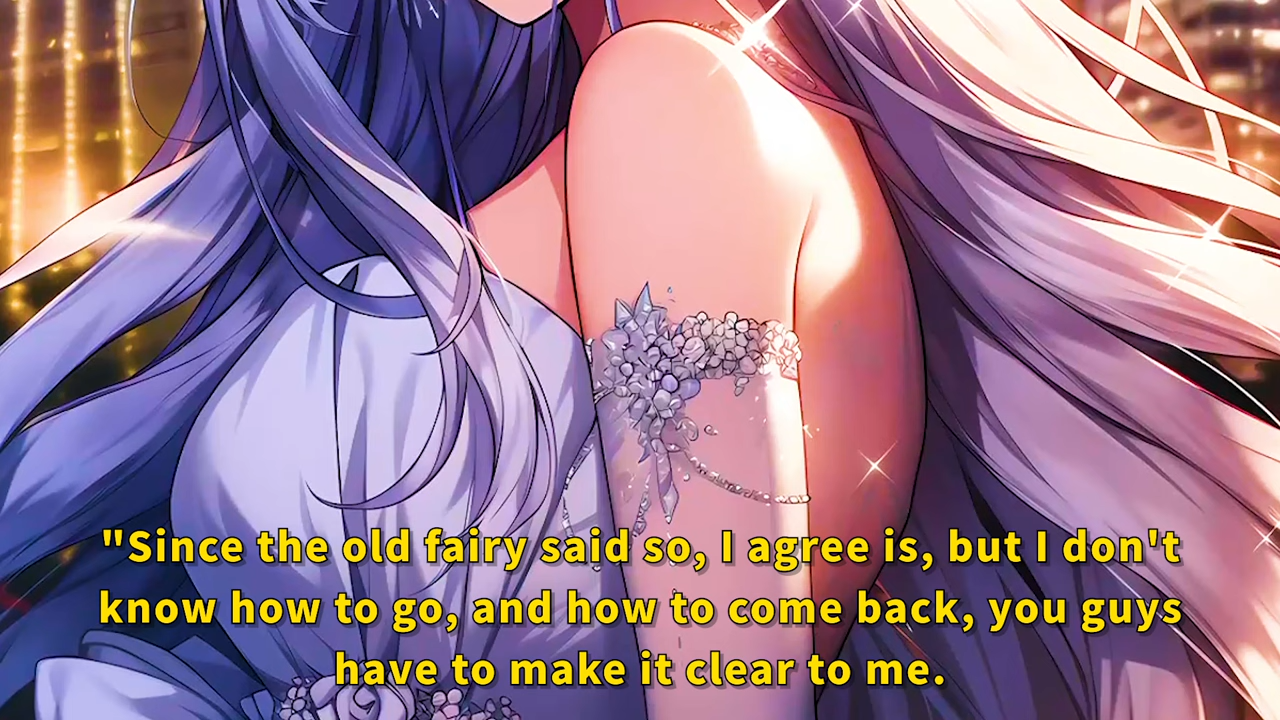 "Since the old fairy said so, I agree is, but I don't
know how to go, and how to come back, you guys
have to make it clear to me.